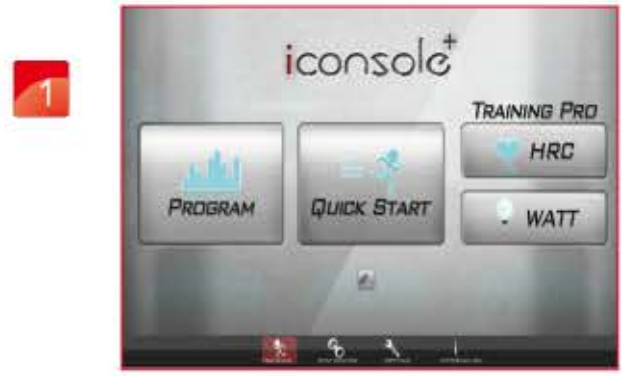 1
iconsole+
TRAINING PRO
HRC
PROGRAM
QUICK START
WATT